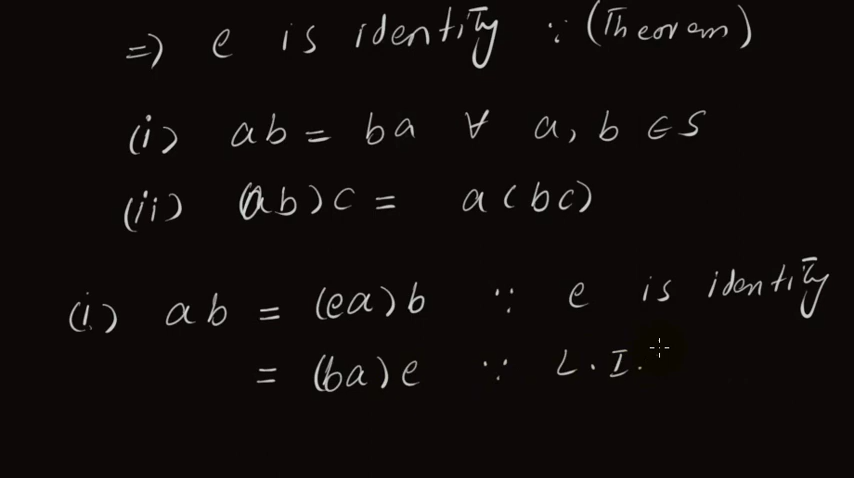 => e is identity ∵ (Theorem)
(i) ab = ba ∀ a, b ∈ S
(ii) (ab)c = a(bc)
(i) ab = (ea)b ∵ e is identity
= (ba)e ∵ L.I.